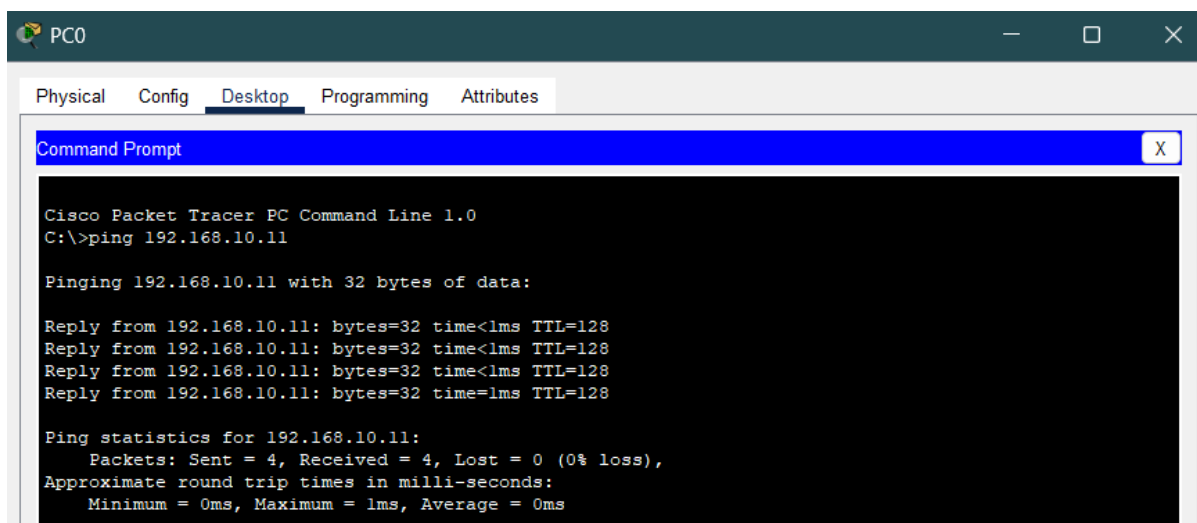 PC0
Physical Config Desktop Programming Attributes
Command Prompt X
Cisco Packet Tracer PC Command Line 1.0
C:\>ping 192.168.10.11
Pinging 192.168.10.11 with 32 bytes of data:
Reply from 192.168.10.11: bytes=32 time<1ms TTL=128
Reply from 192.168.10.11: bytes=32 time<1ms TTL=128
Reply from 192.168.10.11: bytes=32 time<1ms TTL=128
Reply from 192.168.10.11: bytes=32 time=1ms TTL=128
Ping statistics for 192.168.10.11:
Packets: Sent = 4, Received = 4, Lost = 0 (0% loss),
Approximate round trip times in milli-seconds:
Minimum = 0ms, Maximum = 1ms, Average = 0ms